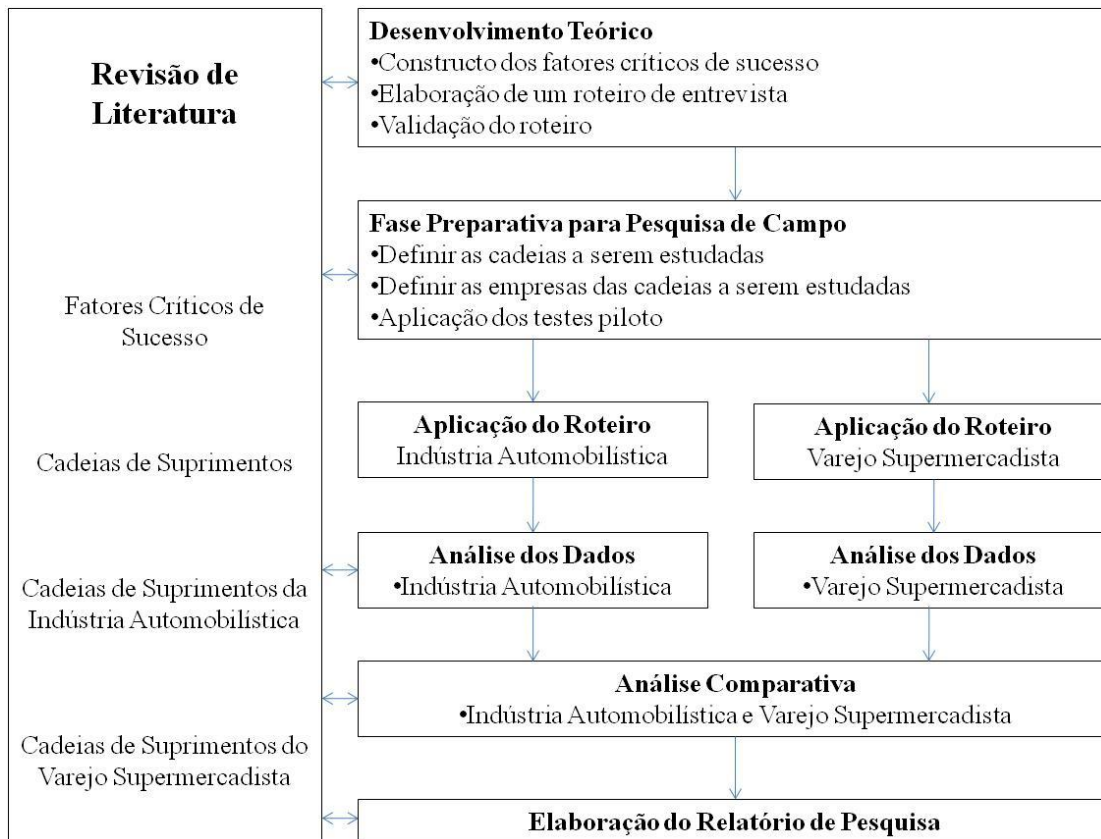 Revisão de
Literatura
Fatores Críticos de
Sucesso
Cadeias de Suprimentos
Cadeias de Suprimentos da
Indústria Automobilística
Cadeias de Suprimentos do
Varejo Supermercadista
Desenvolvimento Teórico
•Constructo dos fatores críticos de sucesso
•Elaboração de um roteiro de entrevista
•Validação do roteiro
Fase Preparativa para Pesquisa de Campo
•Definir as cadeias a serem estudadas
•Definir as empresas das cadeias a serem estudadas
•Aplicação dos testes piloto
Aplicação do Roteiro
Indústria Automobilística
Aplicação do Roteiro
Varejo Supermercadista
Análise dos Dados
•Indústria Automobilística
Análise dos Dados
•Varejo Supermercadista
Análise Comparativa
•Indústria Automobilística e Varejo Supermercadista
Elaboração do Relatório de Pesquisa